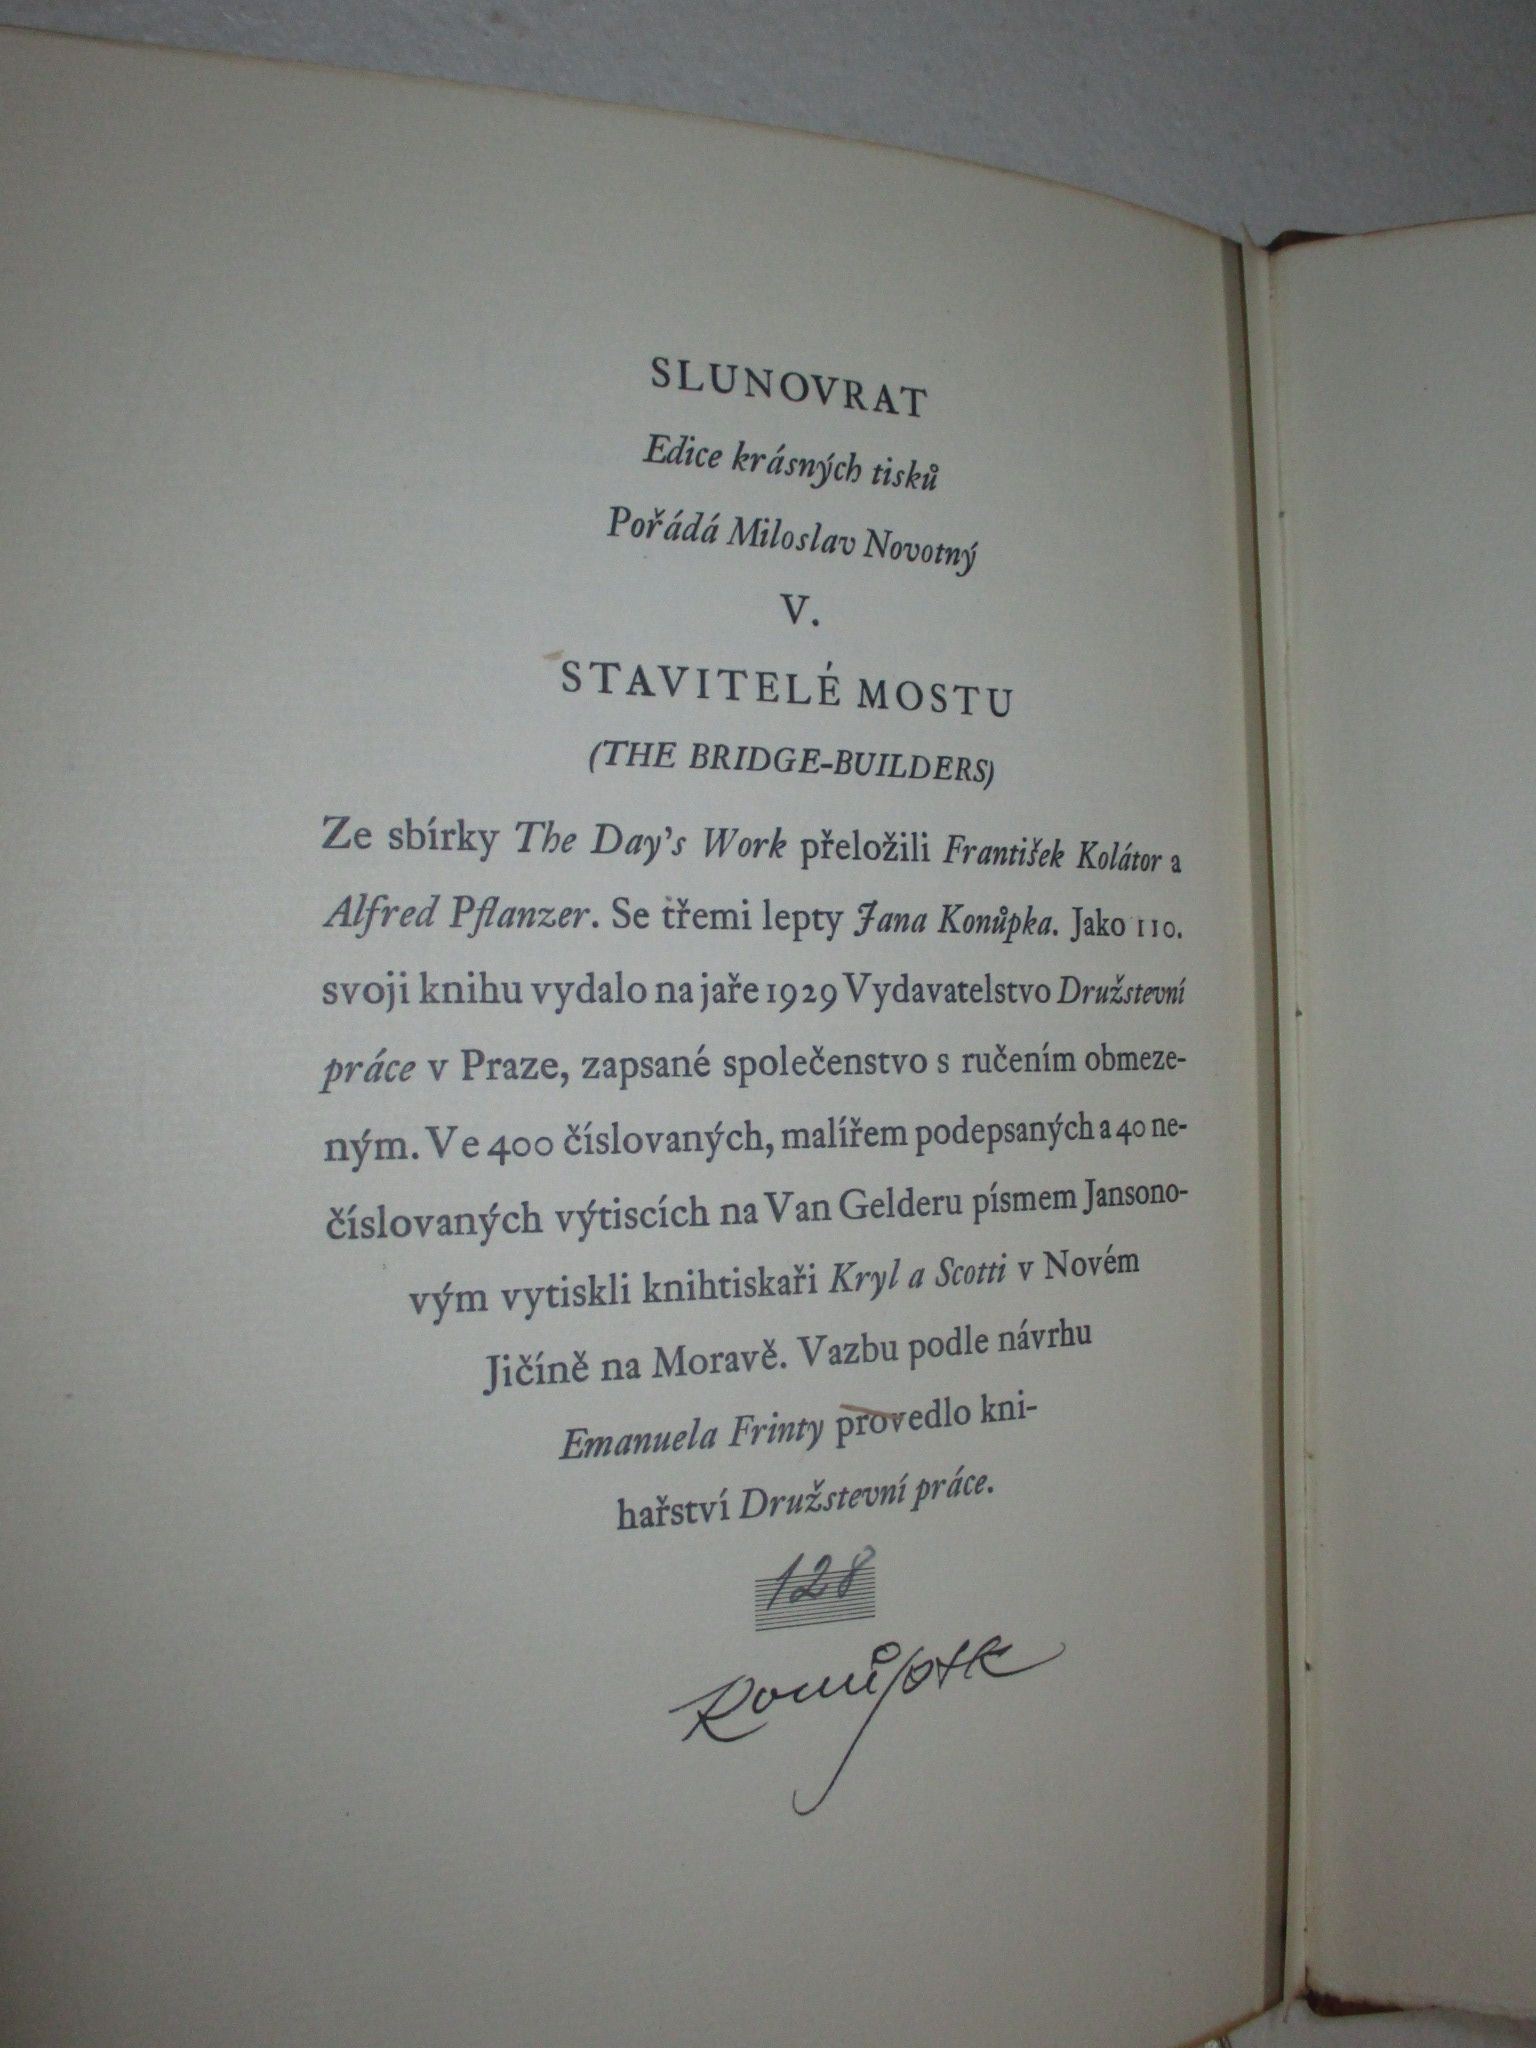 SLUNOVRAT
Edice krásných tisků
Pořádá Miloslav Novotný
V.
STAVITELÉ MOSTU
(THE BRIDGE-BUILDERS)
Ze sbírky The Day's Work přeložili František Kolátor a
Alfred Pflanzer. Se třemi lepty Jana Konůpka. Jako 110.
svoji knihu vydalo na jaře 1929 Vydavatelstvo Družstevní
práce v Praze, zapsané společenstvo s ručením obmeze-
ným. Ve 400 číslovaných, malířem podepsaných a 40 ne-
číslovaných výtiscích na Van Gelderu písmem Jansono-
vým vytiskli knihtiskaři Kryl a Scotti v Novém
Jičíně na Moravě. Vazbu podle návrhu
Emanuela Frinty provedlo kni-
hařství Družstevní práce.
128
Konůpek